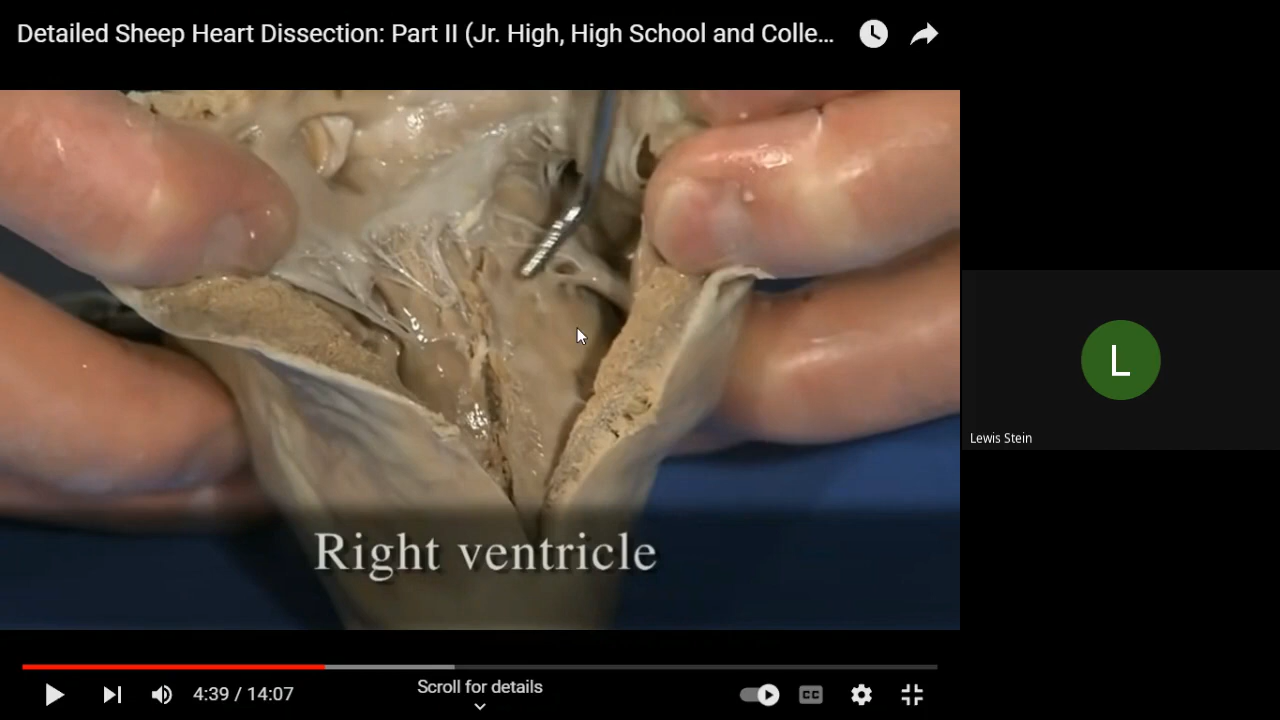 Detailed Sheep Heart Dissection: Part II (Jr. High, High School and Colle...
L
Lewis Stein
Right ventricle
4:39 / 14:07
Scroll for details
CC